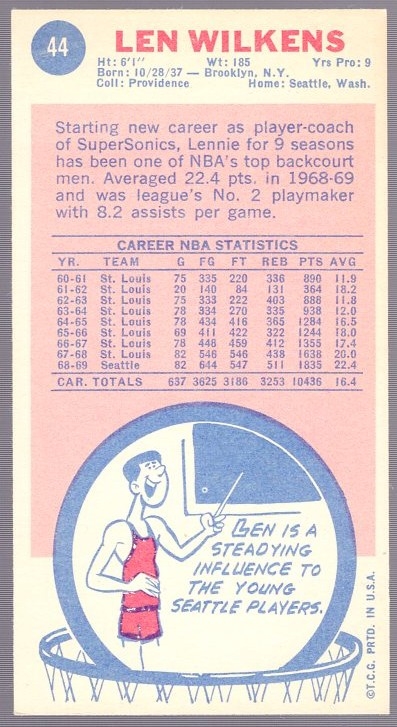 44
LEN WILKENS
Ht: 6'1" Wt: 185 Yrs Pro: 9
Born: 10/28/37 — Brooklyn, N.Y.
Coll: Providence Home: Seattle, Wash.
Starting new career as player-coach
of SuperSonics, Lennie for 9 seasons
has been one of NBA's top backcourt
men. Averaged 22.4 pts. in 1968-69
and was league's No. 2 playmaker
with 8.2 assists per game.
CAREER NBA STATISTICS
YR. TEAM G FG FT REB PTS AVG
60-61 St. Louis 75 335 220 336 890 11.9
61-62 St. Louis 20 140 84 131 364 18.2
62-63 St. Louis 75 333 222 403 888 11.8
63-64 St. Louis 78 334 270 335 938 12.0
64-65 St. Louis 78 434 416 365 1284 16.5
65-66 St. Louis 69 411 422 322 1244 18.0
66-67 St. Louis 78 448 459 412 1355 17.4
67-68 St. Louis 82 546 546 438 1638 20.0
68-69 Seattle 82 644 547 511 1835 22.4
CAR. TOTALS 637 3625 3186 3253 10436 16.4
LEN IS A
STEADYING
INFLUENCE TO
THE YOUNG
SEATTLE PLAYERS.
©T.C.G. PRTD. IN U.S.A.